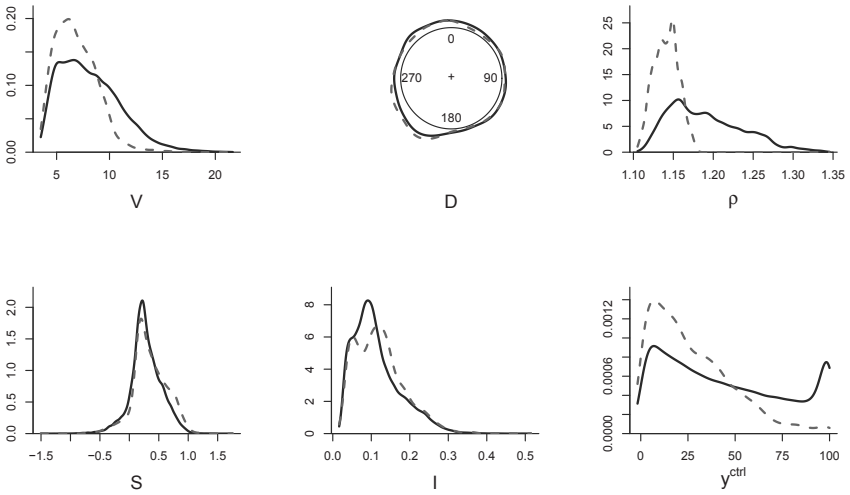 0.00 0.10 0.20
5 10 15 20
V
0
270 + 90
180
D
0 5 10 15 20 25
1.10 1.15 1.20 1.25 1.30 1.35
ρ
0.0 0.5 1.0 1.5 2.0
−1.5 −0.5 0.2 1.0 1.5
S
0 2 4 6 8
0.0 0.1 0.2 0.3 0.4 0.5
I
0.0000 0.0006 0.0012
0 25 50 75 100
y^ctrl